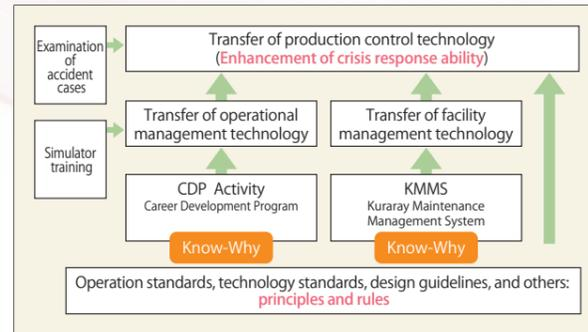 Examination
of
accident
cases
Transfer of production control technology
(Enhancement of crisis response ability)
Simulator
training
Transfer of operational
management technology
Transfer of facility
management technology
CDP Activity
Career Development Program
KMMS
Kuraray Maintenance
Management System
Know-Why
Know-Why
Operation standards, technology standards, design guidelines, and others:
principles and rules